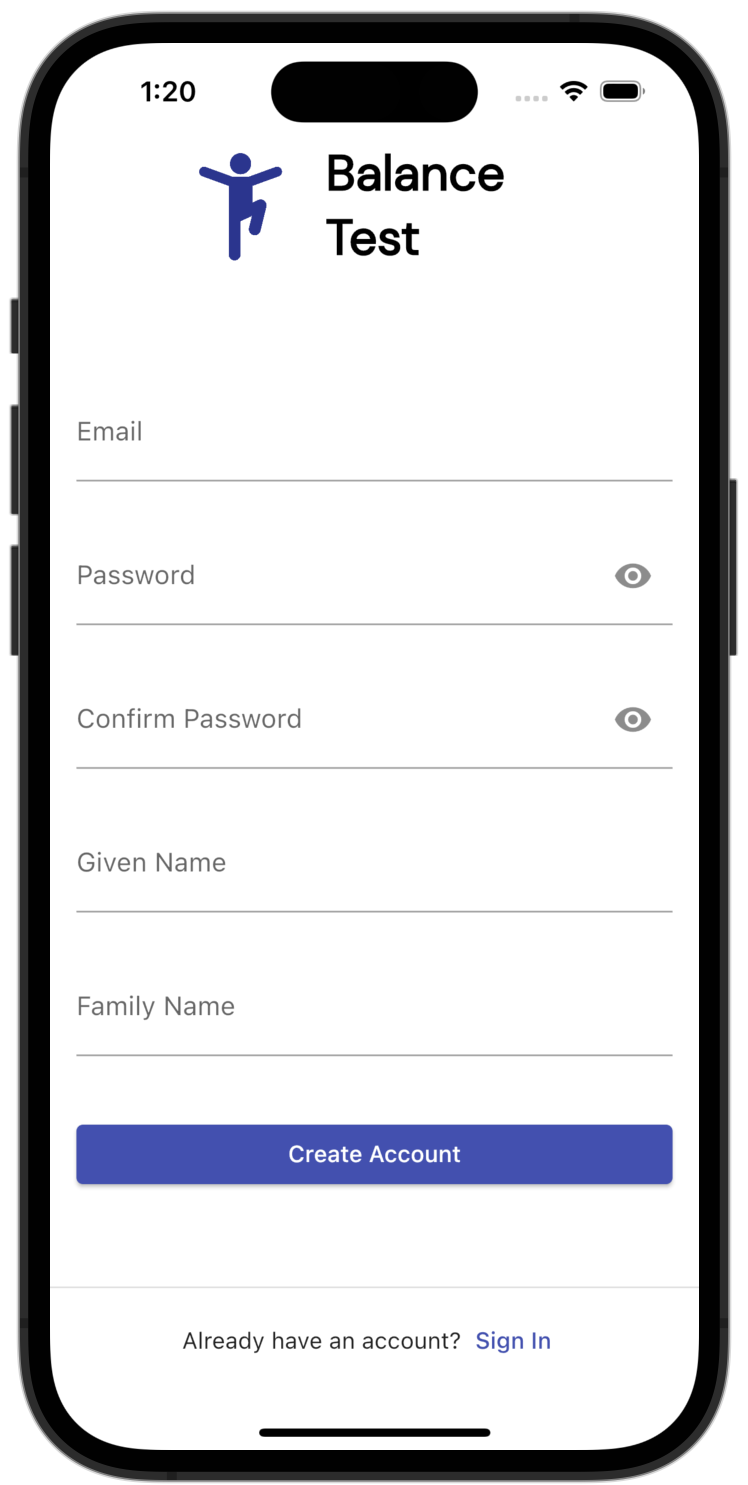 1:20
Balance
Test
Email
Password
Confirm Password
Given Name
Family Name
Create Account
Already have an account? Sign In